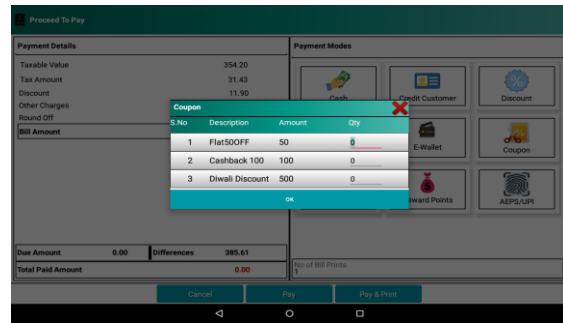 Proceed To Pay
Payment Details
Taxable Value 354.20
Tax Amount 31.43
Discount 11.90
Other Charges
Round Off
Bill Amount
Due Amount 0.00 Differences 385.61
Total Paid Amount 0.00
Payment Modes
Cash
Credit Customer
Discount
E-Wallet
Coupon
Reward Points
AEPS/UPI
No of Bill Prints
1
Coupon
S.No Description Amount Qty
1 Flat50OFF 50 0
2 Cashback 100 100 0
3 Diwali Discount 500 0
OK
Cancel
Pay
Pay & Print